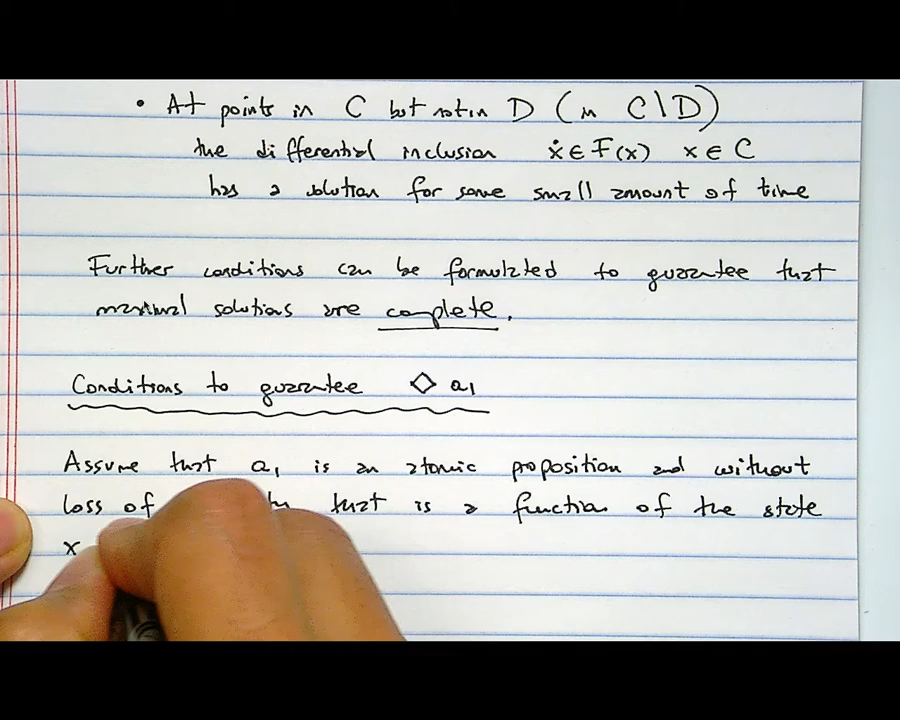 • At points in C but not in D (in C \ D)
the differential inclusion ẋ ∈ F(x) x ∈ C
has a solution for some small amount of time
Further conditions can be formulated to guarantee that
maximal solutions are complete.
Conditions to guarantee ◇ a₁
Assume that a₁ is an atomic proposition and without
loss of that is a function of the state
x